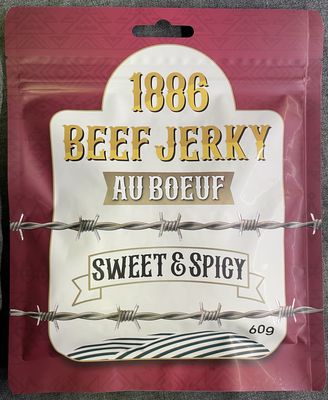 1886
BEEF JERKY
AU BOEUF
SWEET & SPICY
60g